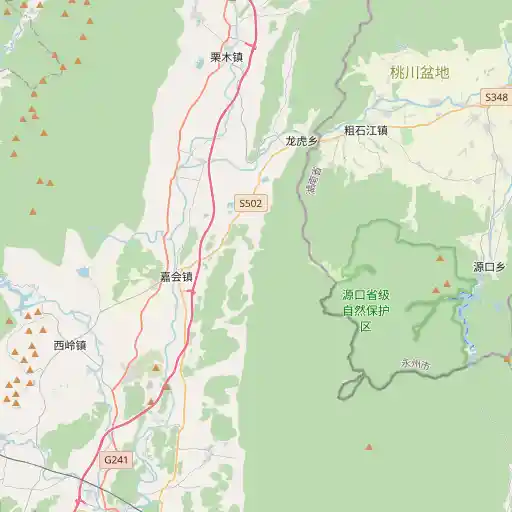 栗木镇
桃川盆地
S348
粗石江镇
龙虎乡
S502
源口乡
嘉会镇
源口省级
自然保护
区
西岭镇
永州市
G241